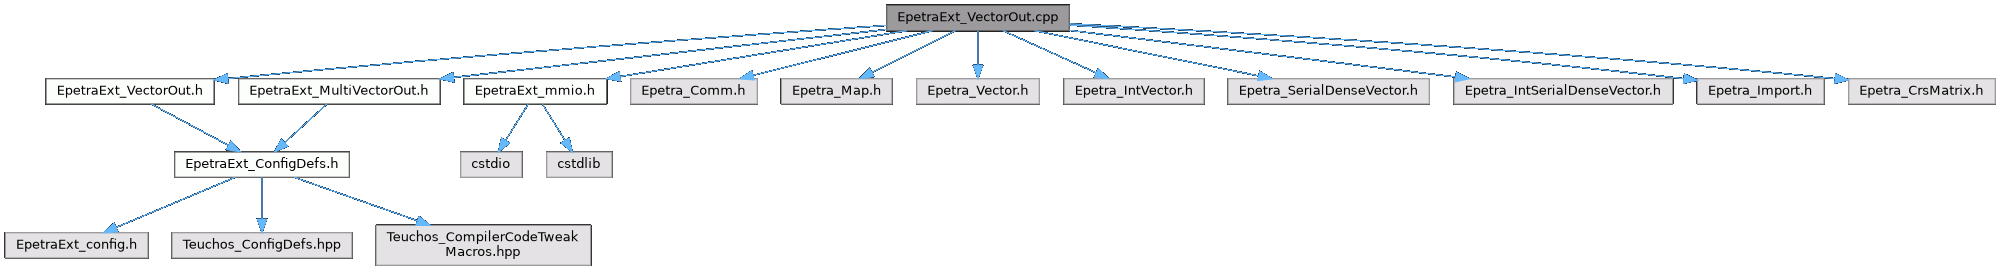 EpetraExt_VectorOut.cpp
EpetraExt_VectorOut.h
EpetraExt_MultiVectorOut.h
EpetraExt_mmio.h
Epetra_Comm.h
Epetra_Map.h
Epetra_Vector.h
Epetra_IntVector.h
Epetra_SerialDenseVector.h
Epetra_IntSerialDenseVector.h
Epetra_Import.h
Epetra_CrsMatrix.h
EpetraExt_ConfigDefs.h
cstdio
cstdlib
EpetraExt_config.h
Teuchos_ConfigDefs.hpp
Teuchos_CompilerCodeTweak
Macros.hpp